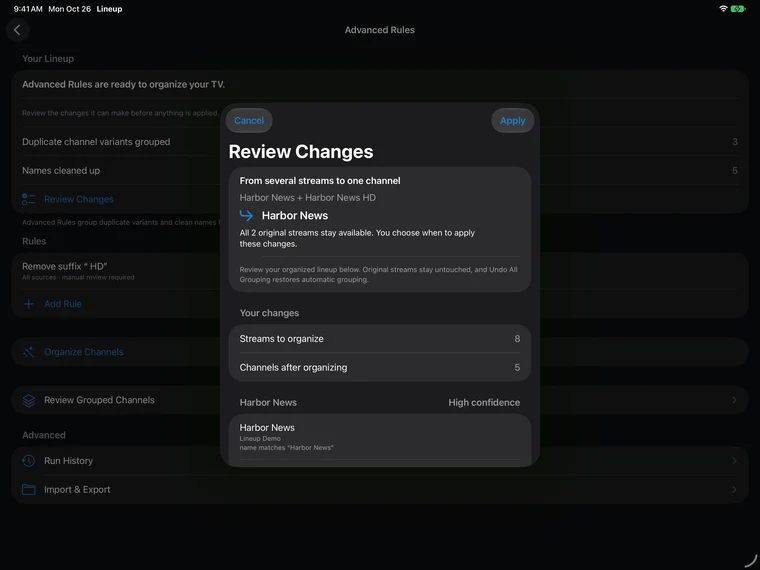 9:41 AM Mon Oct 26 Lineup
Advanced Rules
Your Lineup
Advanced Rules are ready to organize your TV.
Review the changes it can make before anything is applied.
Duplicate channel variants grouped 3
Names cleaned up 5
Review Changes
Advanced Rules group duplicate variants and clean names
Rules
Remove suffix “ HD”
All sources · manual review required
Add Rule
Organize Channels
Review Grouped Channels
Advanced
Run History
Import & Export
Cancel
Apply
Review Changes
From several streams to one channel
Harbor News + Harbor News HD
Harbor News
All 2 original streams stay available. You choose when to apply
these changes.
Review your organized lineup below. Original streams stay untouched, and Undo All
Grouping restores automatic grouping.
Your changes
Streams to organize 8
Channels after organizing 5
Harbor News High confidence
Harbor News
Lineup Demo
name matches "Harbor News"